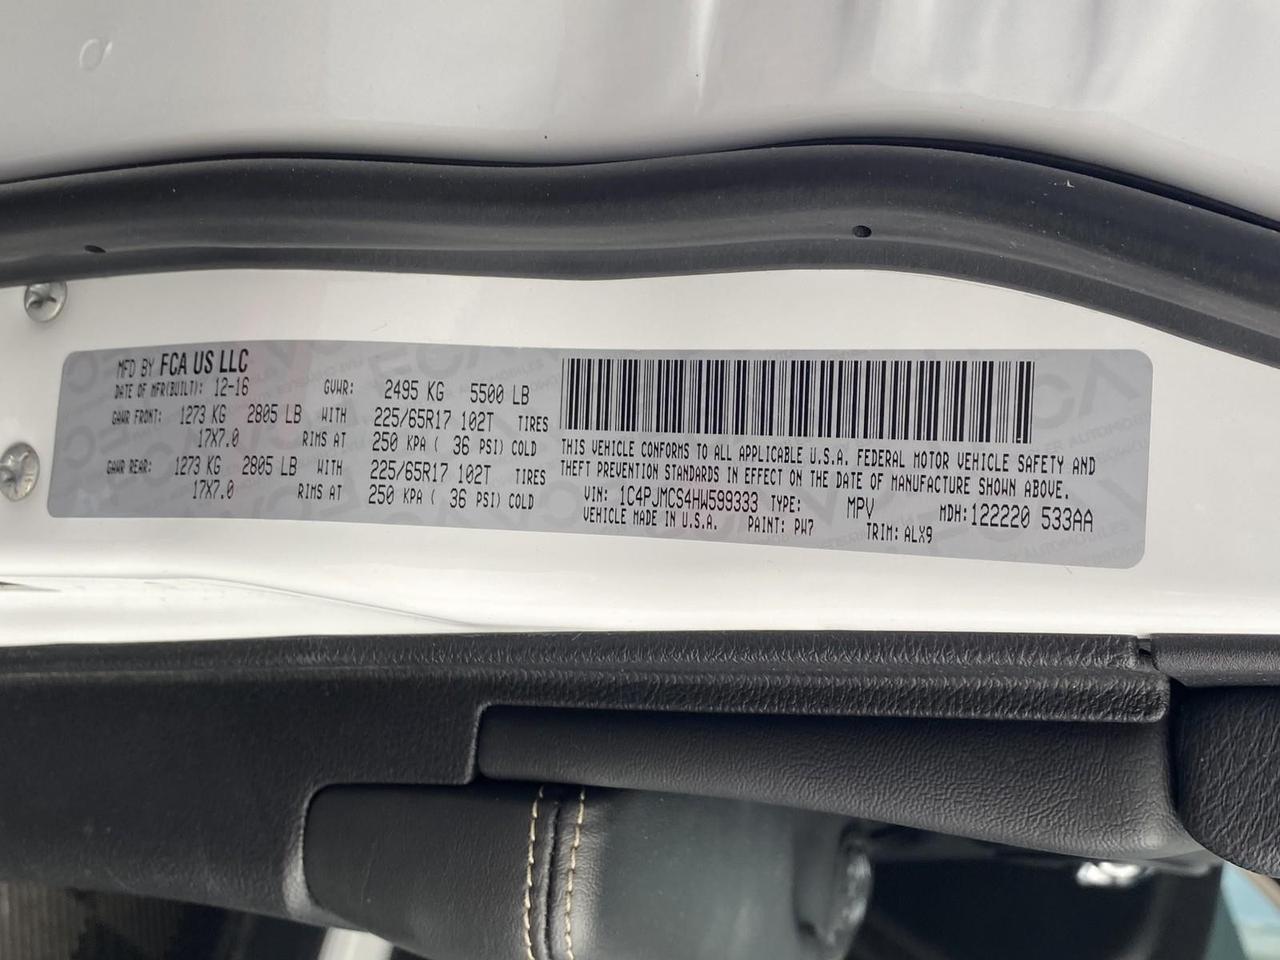 MFD BY FCA US LLC
DATE OF MFR(BUILT): 12-16 GVWR: 2495 KG 5500 LB
GAWR FRONT: 1273 KG 2805 LB WITH 225/65R17 102T TIRES
17X7.0 RIMS AT 250 KPA ( 36 PSI) COLD
GAWR REAR: 1273 KG 2805 LB WITH 225/65R17 102T TIRES
17X7.0 RIMS AT 250 KPA ( 36 PSI) COLD
THIS VEHICLE CONFORMS TO ALL APPLICABLE U.S.A. FEDERAL MOTOR VEHICLE SAFETY AND
THEFT PREVENTION STANDARDS IN EFFECT ON THE DATE OF MANUFACTURE SHOWN ABOVE.
VIN: 1C4PJMCS4HW599333 TYPE: MPV MDH: 122220 533AA
VEHICLE MADE IN U.S.A. PAINT: PW7 TRIM: ALX9